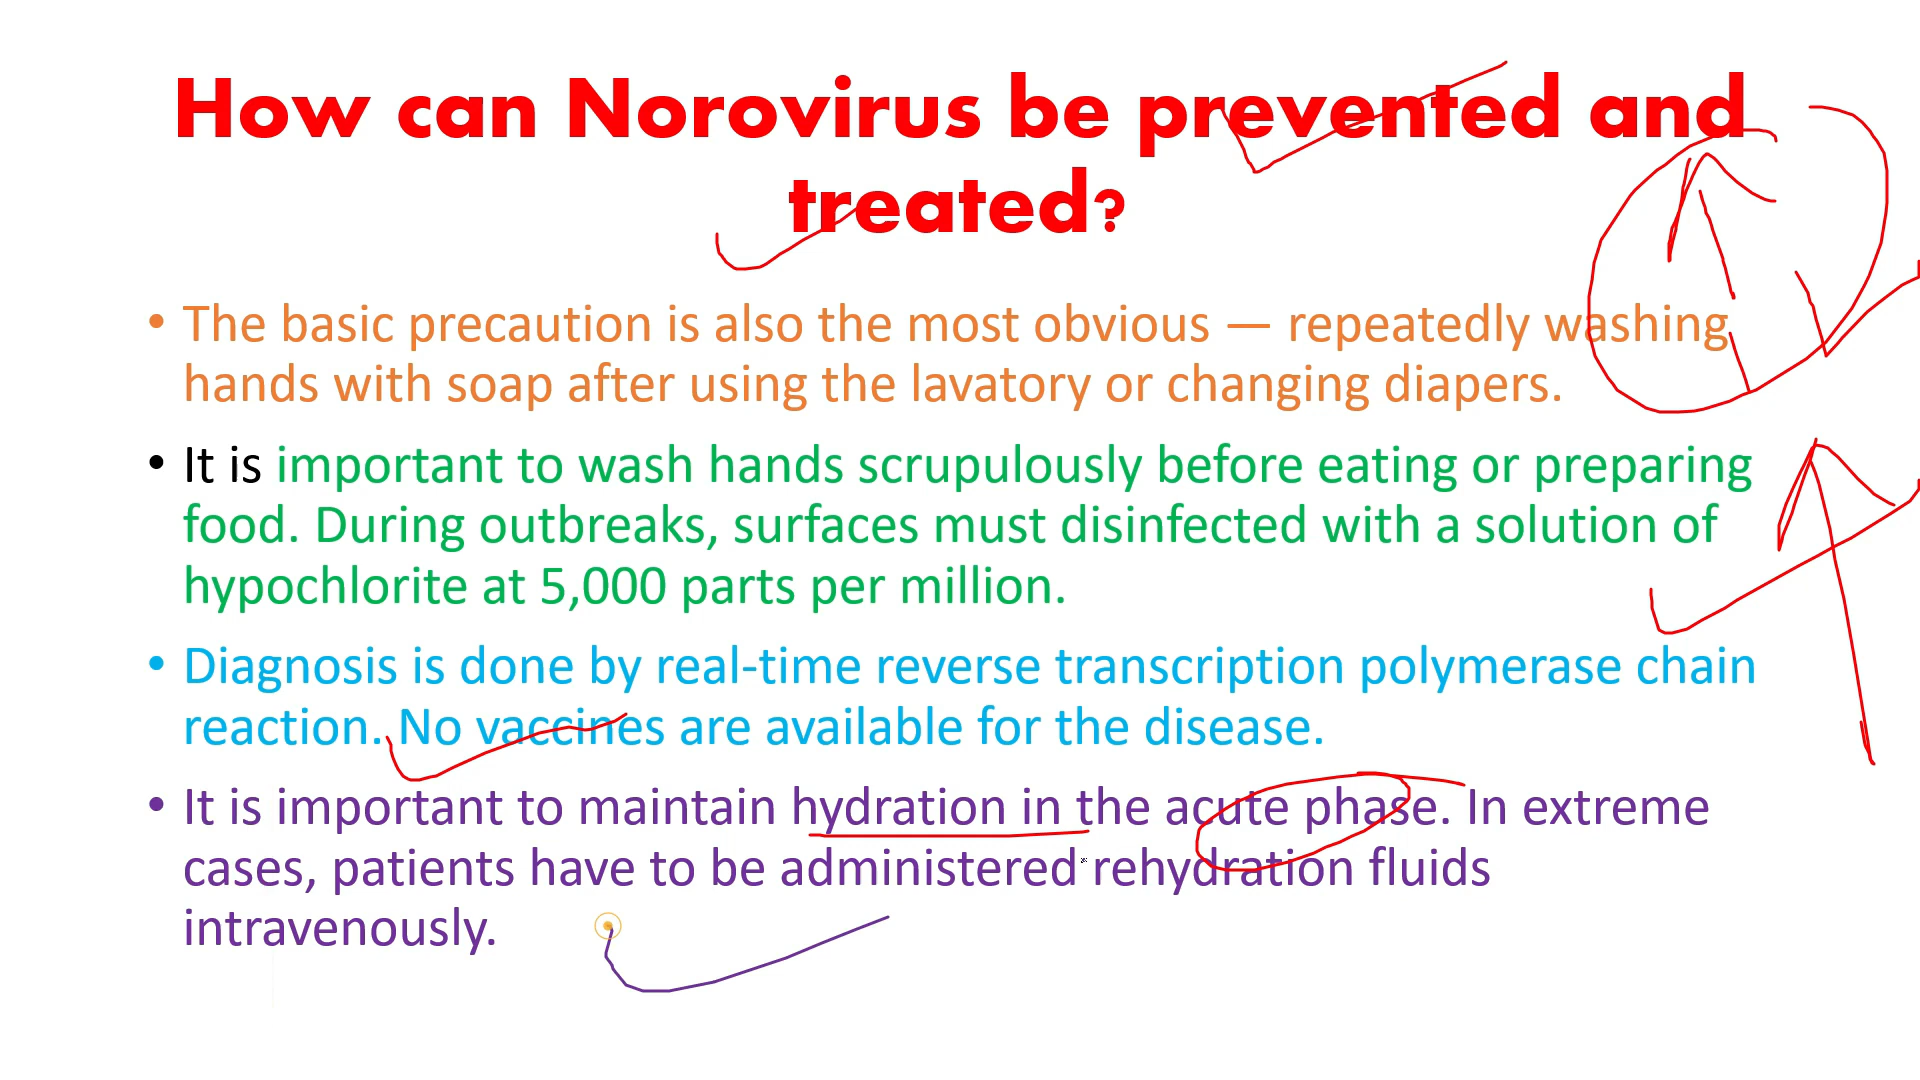 How can Norovirus be prevented and
treated?
• The basic precaution is also the most obvious — repeatedly washing
hands with soap after using the lavatory or changing diapers.
• It is important to wash hands scrupulously before eating or preparing
food. During outbreaks, surfaces must disinfected with a solution of
hypochlorite at 5,000 parts per million.
• Diagnosis is done by real-time reverse transcription polymerase chain
reaction. No vaccines are available for the disease.
• It is important to maintain hydration in the acute phase. In extreme
cases, patients have to be administered rehydration fluids
intravenously.